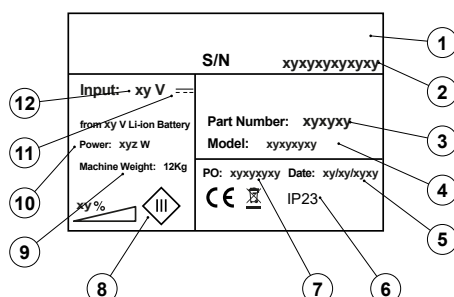 1
S/N xyxyxyxyxyxy
2
12 Input: xy V
from xy V Li-ion Battery
11
Part Number: xyxyxy
3
Power: xyz W
Model: xyxyxyxy
10
Machine Weight: 12Kg
4
PO: xyxyxyxy Date: xy/xy/xyxy
9
xy% III
CE IP23
5
8 7 6